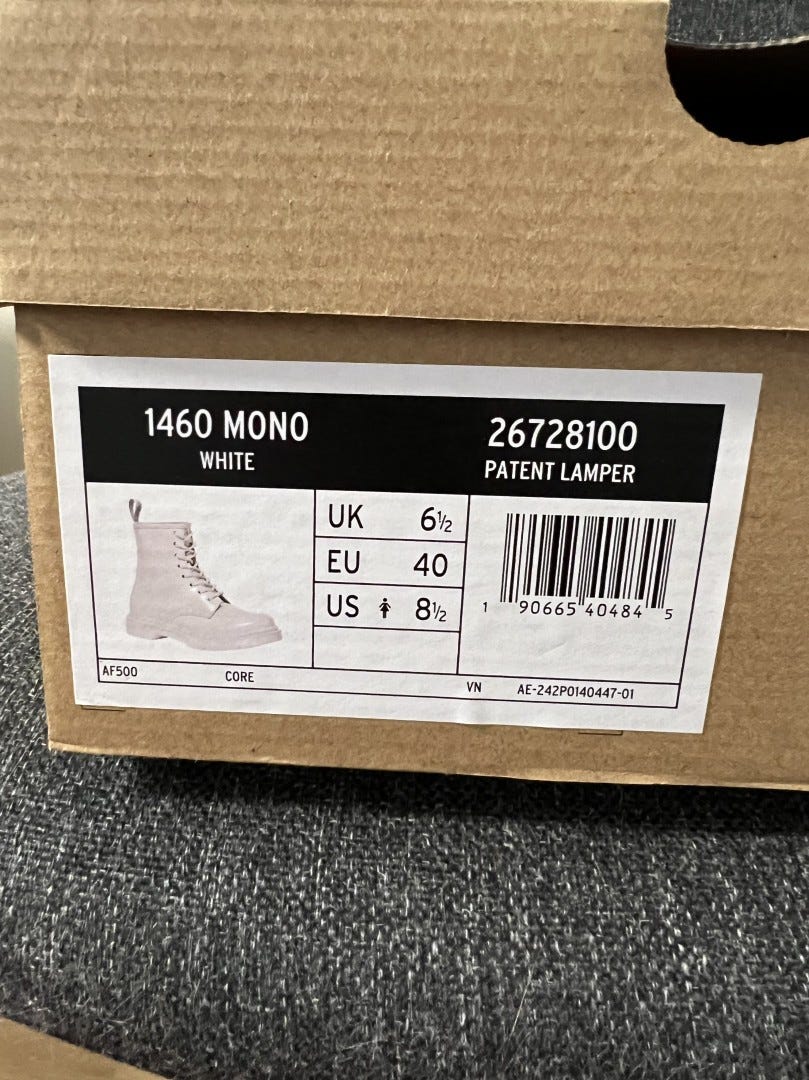 1460 MONO
WHITE
26728100
PATENT LAMPER
UK 6½
EU 40
US 8½
1 90665 40484 5
AF500 CORE VN AE-242P0140447-01